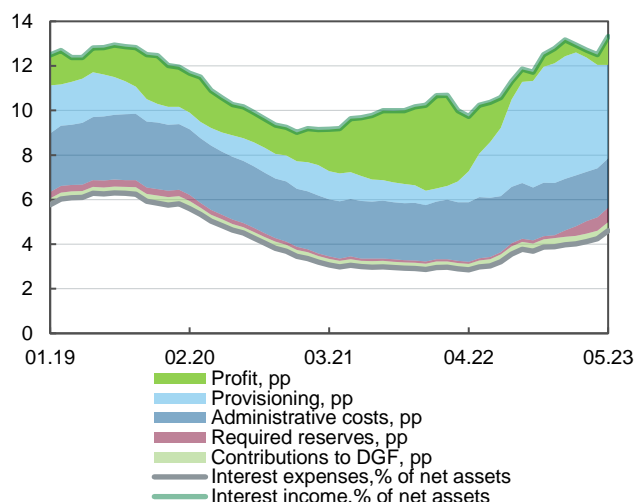 14
12
10
8
6
4
2
0
01.19 02.20 03.21 04.22 05.23
Profit, pp
Provisioning, pp
Administrative costs, pp
Required reserves, pp
Contributions to DGF, pp
Interest expenses,% of net assets
Interest income,% of net assets